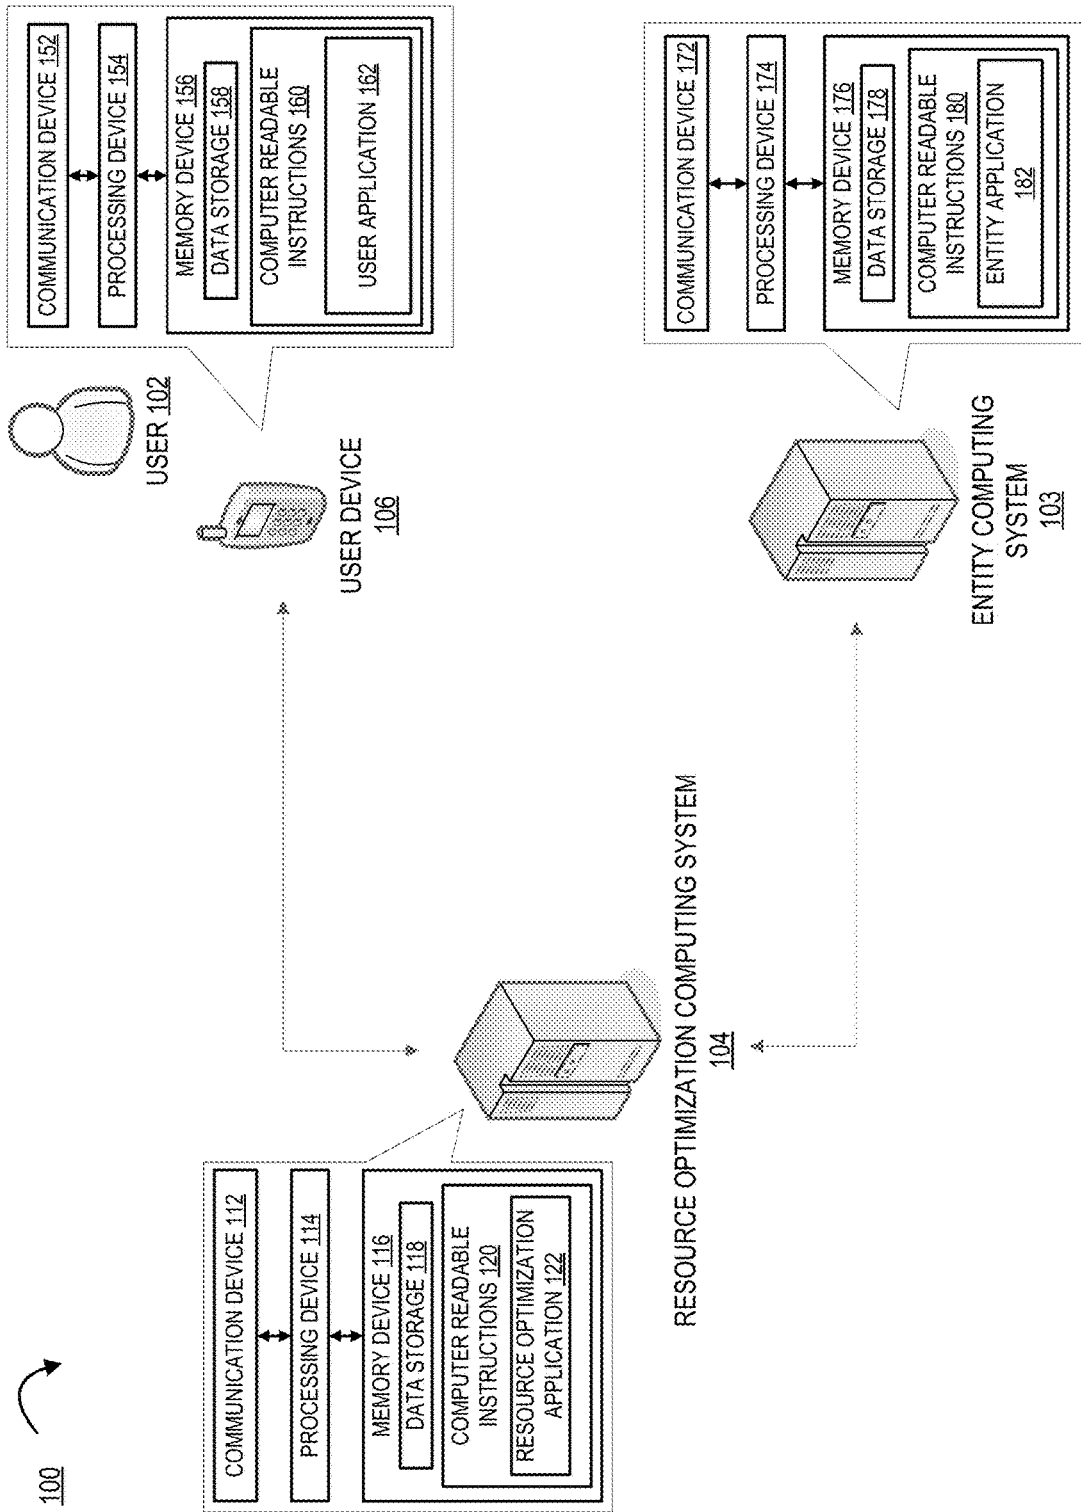 100
COMMUNICATION DEVICE 112
PROCESSING DEVICE 114
MEMORY DEVICE 116
DATA STORAGE 118
COMPUTER READABLE
INSTRUCTIONS 120
RESOURCE OPTIMIZATION
APPLICATION 122
RESOURCE OPTIMIZATION COMPUTING SYSTEM
104
USER 102
USER DEVICE
106
COMMUNICATION DEVICE 152
PROCESSING DEVICE 154
MEMORY DEVICE 156
DATA STORAGE 158
COMPUTER READABLE
INSTRUCTIONS 160
USER APPLICATION 162
ENTITY COMPUTING
SYSTEM
103
COMMUNICATION DEVICE 172
PROCESSING DEVICE 174
MEMORY DEVICE 176
DATA STORAGE 178
COMPUTER READABLE
INSTRUCTIONS 180
ENTITY APPLICATION
182